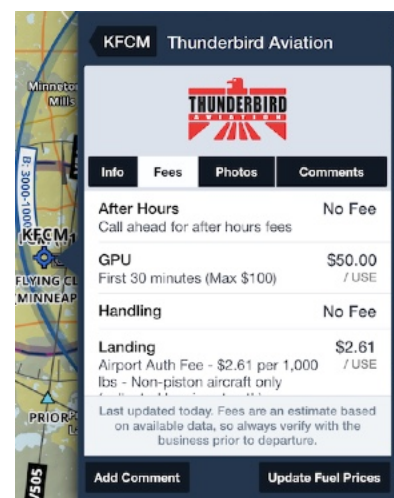 KFCM Thunderbird Aviation
Mills
THUNDERBIRD
AVIATION
Info Fees Photos Comments
After Hours No Fee
Call ahead for after hours fees
GPU $50.00
First 30 minutes (Max $100) / USE
Handling No Fee
Landing $2.61
Airport Auth Fee - $2.61 per 1,000 / USE
lbs - Non-piston aircraft only
Last updated today. Fees are an estimate based
on available data, so always verify with the
business prior to departure.
Add Comment Update Fuel Prices
B: 3000-1000
KFCM
FLYING CL
MINNEAP
PRIOR
V505